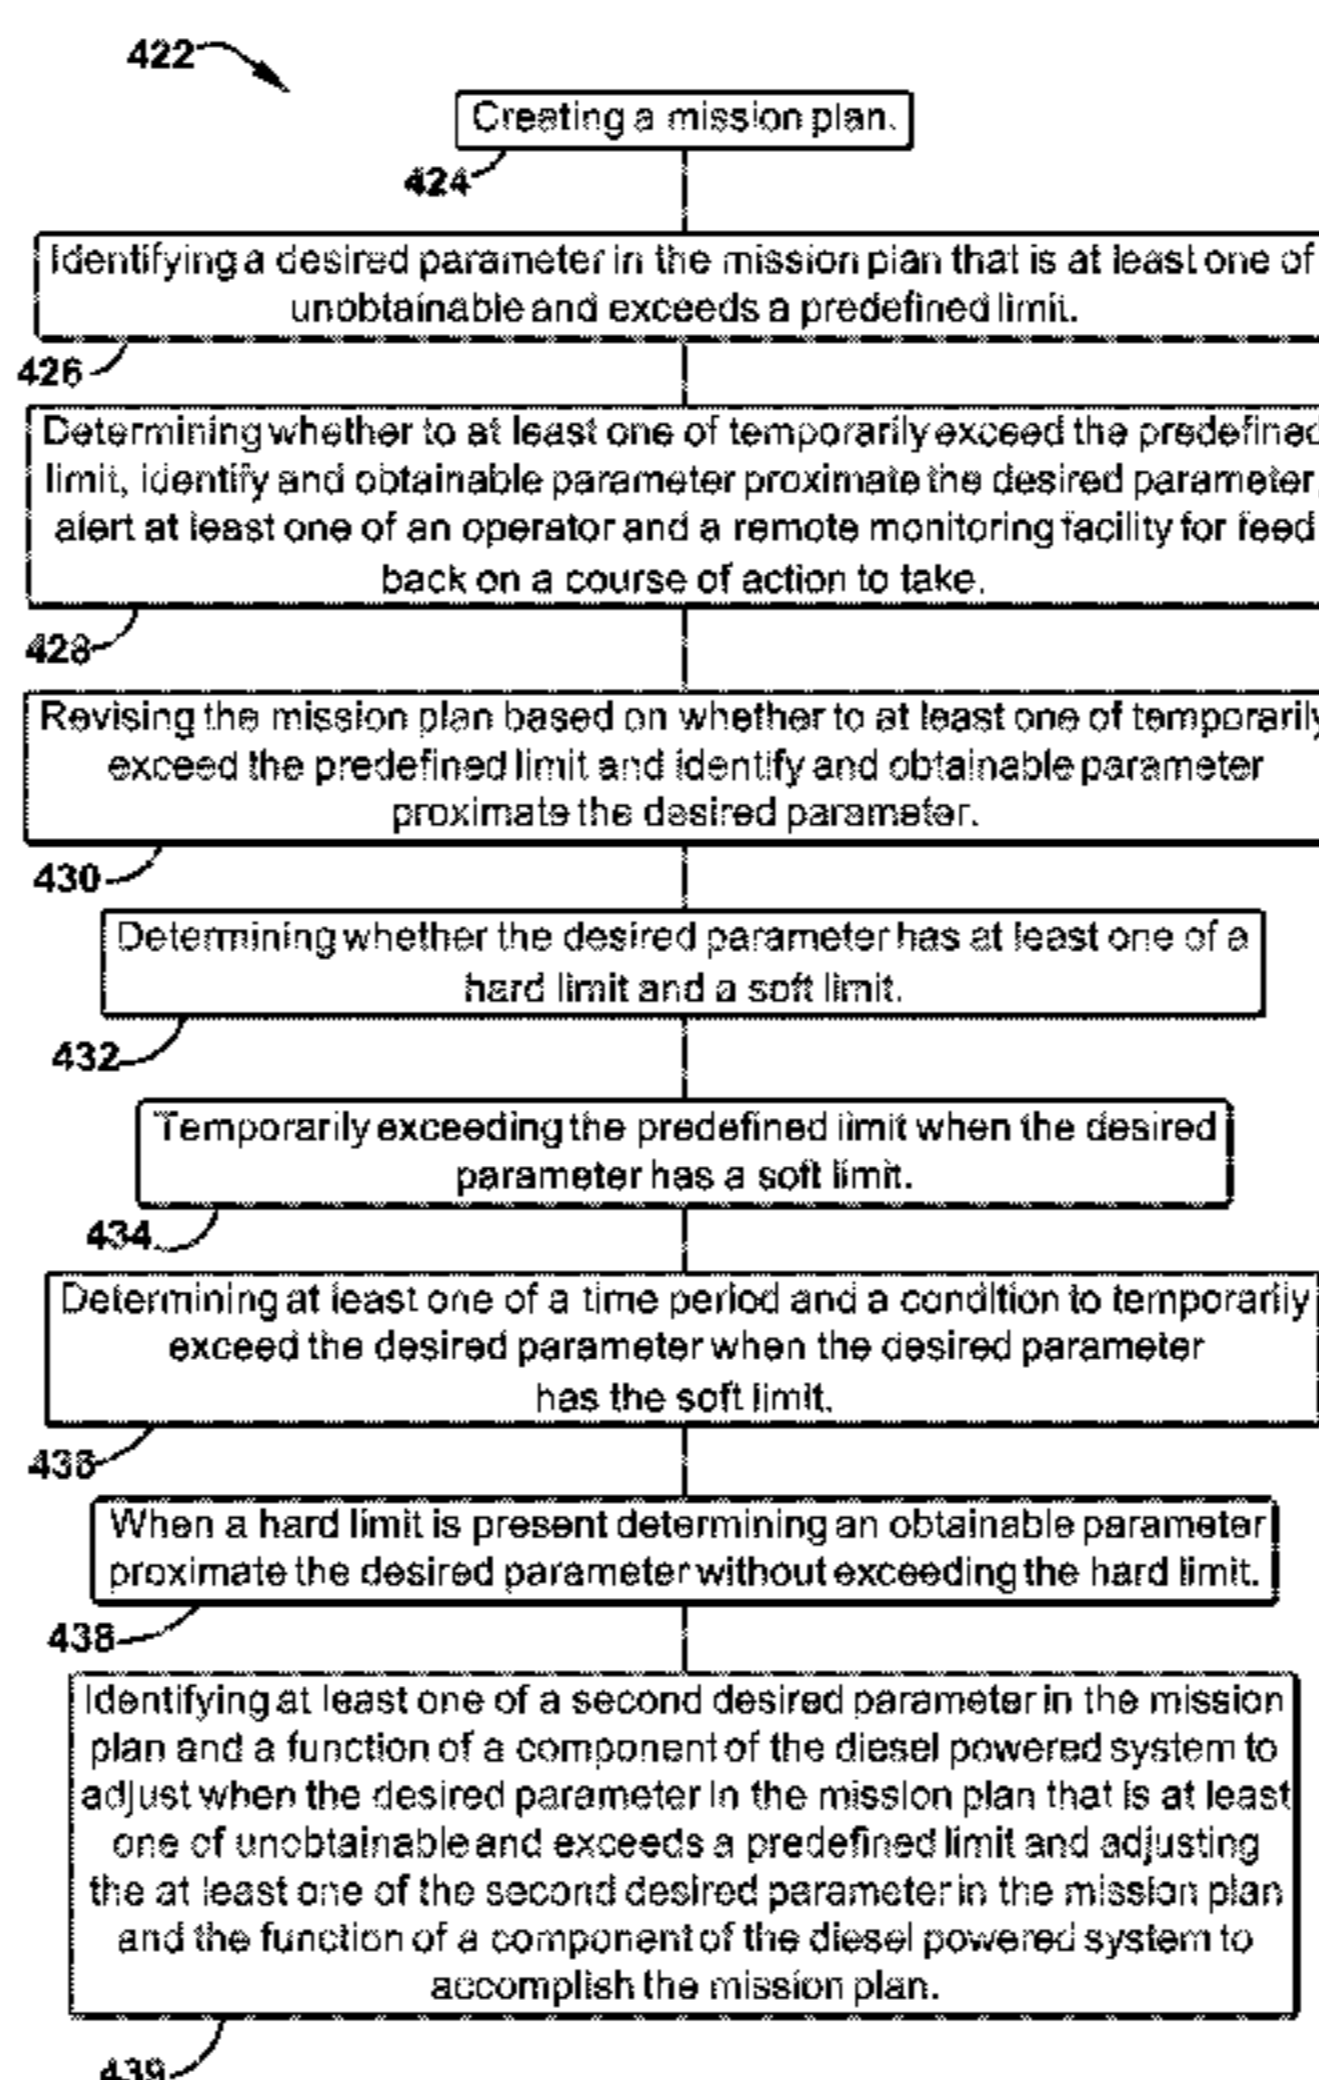 422
Creating a mission plan.
424
Identifying a desired parameter in the mission plan that is at least one of
unobtainable and exceeds a predefined limit.
426
Determining whether to at least one of temporarily exceed the predefined
limit, identify and obtainable parameter proximate the desired parameter,
alert at least one of an operator and a remote monitoring facility for feed
back on a course of action to take.
428
Revising the mission plan based on whether to at least one of temporarily
exceed the predefined limit and identify and obtainable parameter
proximate the desired parameter.
430
Determining whether the desired parameter has at least one of a
hard limit and a soft limit.
432
Temporarily exceeding the predefined limit when the desired
parameter has a soft limit.
434
Determining at least one of a time period and a condition to temporarily
exceed the desired parameter when the desired parameter
has the soft limit.
436
When a hard limit is present determining an obtainable parameter
proximate the desired parameter without exceeding the hard limit.
438
Identifying at least one of a second desired parameter in the mission
plan and a function of a component of the diesel powered system to
adjust when the desired parameter in the mission plan that is at least
one of unobtainable and exceeds a predefined limit and adjusting
the at least one of the second desired parameter in the mission plan
and the function of a component of the diesel powered system to
accomplish the mission plan.
439